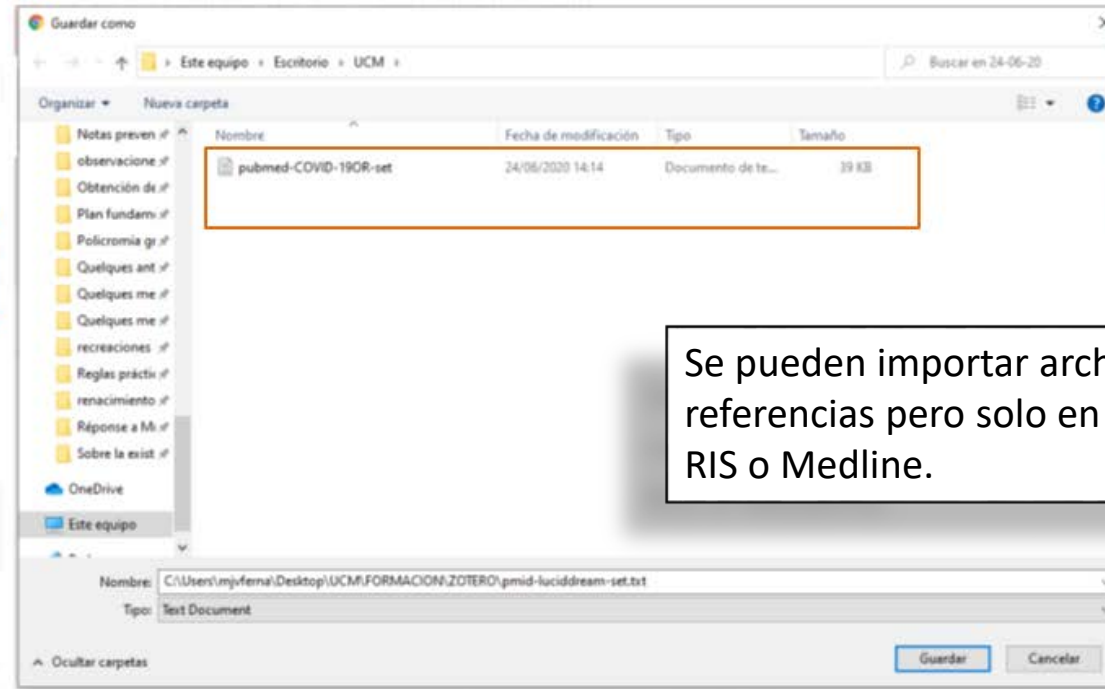 Guardar como
Este equipo › Escritorio › UCM ›
Buscar en 24-06-20
Organizar
Nueva carpeta
Nombre
Fecha de modificación
Tipo
Tamaño
Notas preven
observacione
Obtención de
Plan fundam
Policromia gr
Quelques ant
Quelques me
Quelques me
recreaciones
Reglas práctic
renacimiento
Réponse a M
Sobre la exist
OneDrive
Este equipo
pubmed-COVID-19OR-set
24/06/2020 14:14
Documento de te...
39 KB
Se pueden importar arch
referencias pero solo en
RIS o Medline.
Nombre: C:\Users\mjvferna\Desktop\UCM\FORMACION\ZOTERO\pmid-luciddream-set.txt
Tipo: Text Document
Ocultar carpetas
Guardar
Cancelar